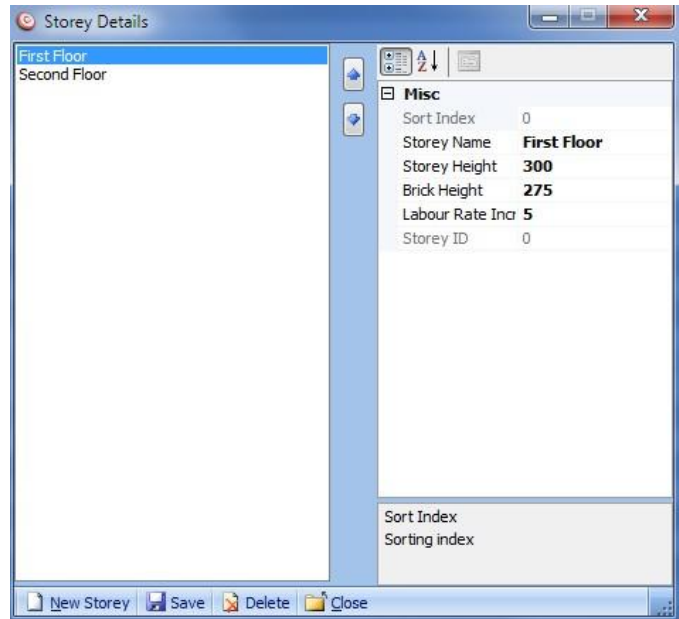 Storey Details
First Floor
Second Floor
Misc
Sort Index 0
Storey Name First Floor
Storey Height 300
Brick Height 275
Labour Rate Incr 5
Storey ID 0
Sort Index
Sorting index
New Storey Save Delete Close